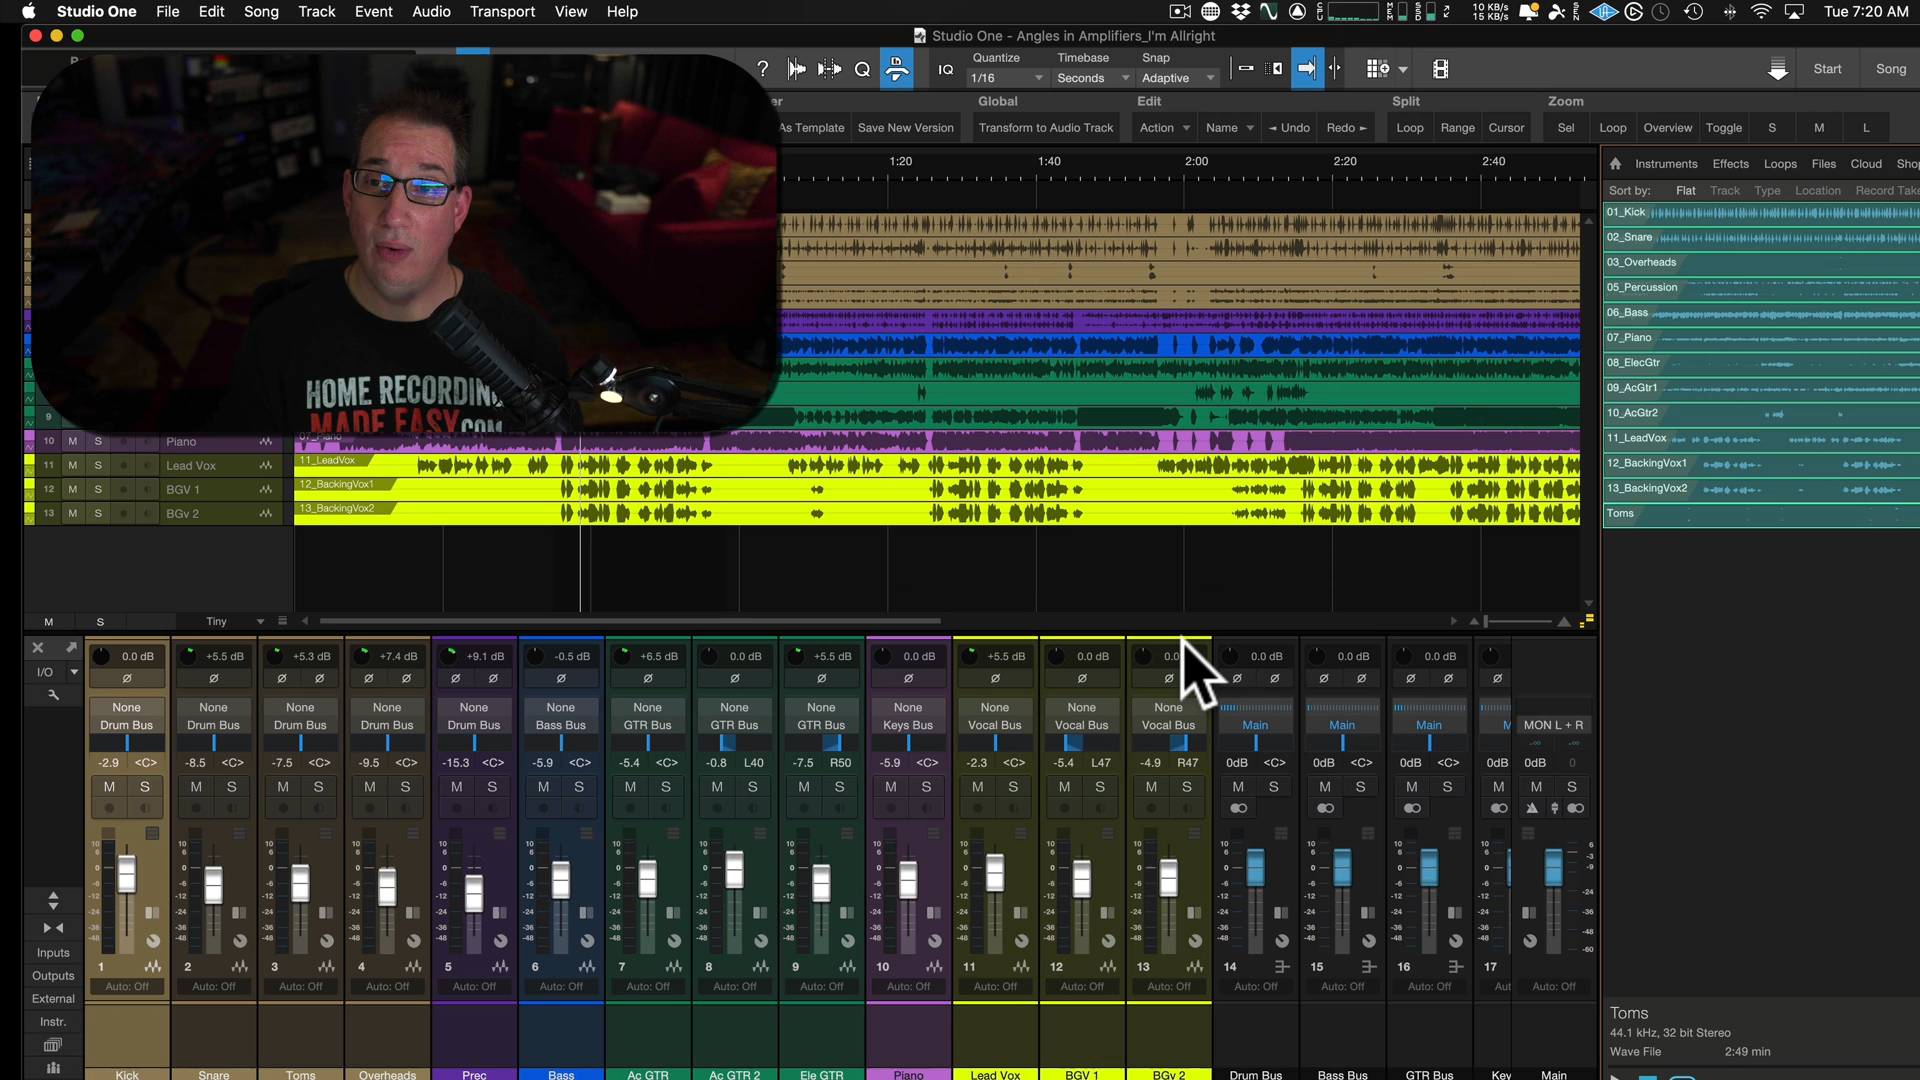 Studio One File Edit Song Track Event Audio Transport View Help
10 KB/s
15 KB/s
Tue 7:20 AM
Studio One - Angles in Amplifiers_I'm Allright
? Q IQ
Quantize Timebase Snap
1/16 Seconds Adaptive
Start Song
Global Edit Split Zoom
As Template Save New Version Transform to Audio Track Action Name Undo Redo Loop Range Cursor Sel Loop Overview Toggle S M L
1:20 1:40 2:00 2:20 2:40
Instruments Effects Loops Files Cloud
Sort by: Flat Track Type Location
01_Kick
02_Snare
03_Overheads
05_Percussion
06_Bass
07_Piano
08_ElecGtr
09_AcGtr1
10_AcGtr2
11_LeadVox
12_BackingVox1
13_BackingVox2
Toms
HOME RECORDING
MADE EASY.COM
9
10 M S Piano
11 M S Lead Vox 11_LeadVox
12 M S BGV 1 12_BackingVox1
13 M S BGv 2 13_BackingVox2
M S Tiny
I/O
0.0 dB +5.5 dB +5.3 dB +7.4 dB +9.1 dB -0.5 dB +6.5 dB 0.0 dB +5.5 dB 0.0 dB +5.5 dB 0.0 dB 0.0 dB 0.0 dB 0.0 dB
None None None None None None None None None None None None None
Drum Bus Drum Bus Drum Bus Drum Bus Drum Bus Bass Bus GTR Bus GTR Bus GTR Bus Keys Bus Vocal Bus Vocal Bus Vocal Bus Main Main Main MON L + R
-2.9 <C> -8.5 <C> -7.5 <C> -9.5 <C> -15.3 <C> -5.9 <C> -5.4 <C> -0.8 L40 -7.5 R50 -5.9 <C> -2.3 <C> -5.4 L47 -4.9 R47 0dB <C> 0dB <C> 0dB <C> 0dB 0dB 0
M S M S M S M S M S M S M S M S M S M S M S M S M S M S M S M S M M S
Inputs
Outputs
External
Instr.
1 2 3 4 5 6 7 8 9 10 11 12 13 14 15 16 17
Auto: Off Auto: Off Auto: Off Auto: Off Auto: Off Auto: Off Auto: Off Auto: Off Auto: Off Auto: Off Auto: Off Auto: Off Auto: Off Auto: Off Auto: Off Auto: Off Auto: Off
Kick Snare Toms Overheads Prec Bass Ac GTR Ac GTR 2 Ele GTR Piano Lead Vox BGV 1 BGv 2 Drum Bus Bass Bus GTR Bus Key Main
Toms
44.1 kHz, 32 bit Stereo
Wave File 2:49 min